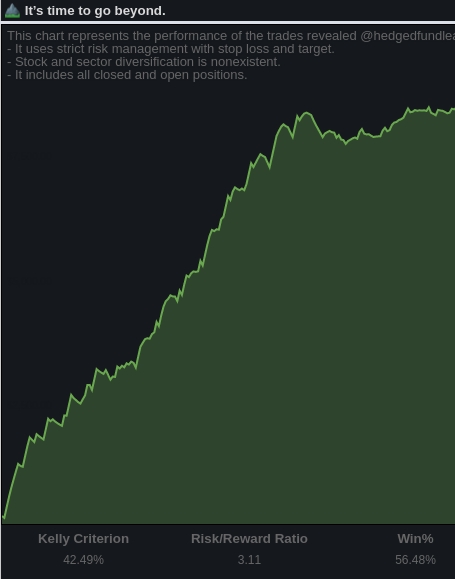 It's time to go beyond.
This chart represents the performance of the trades revealed @hedgedfundlea
- It uses strict risk management with stop loss and target.
- Stock and sector diversification is nonexistent.
- It includes all closed and open positions.
Kelly Criterion Risk/Reward Ratio Win%
42.49% 3.11 56.48%